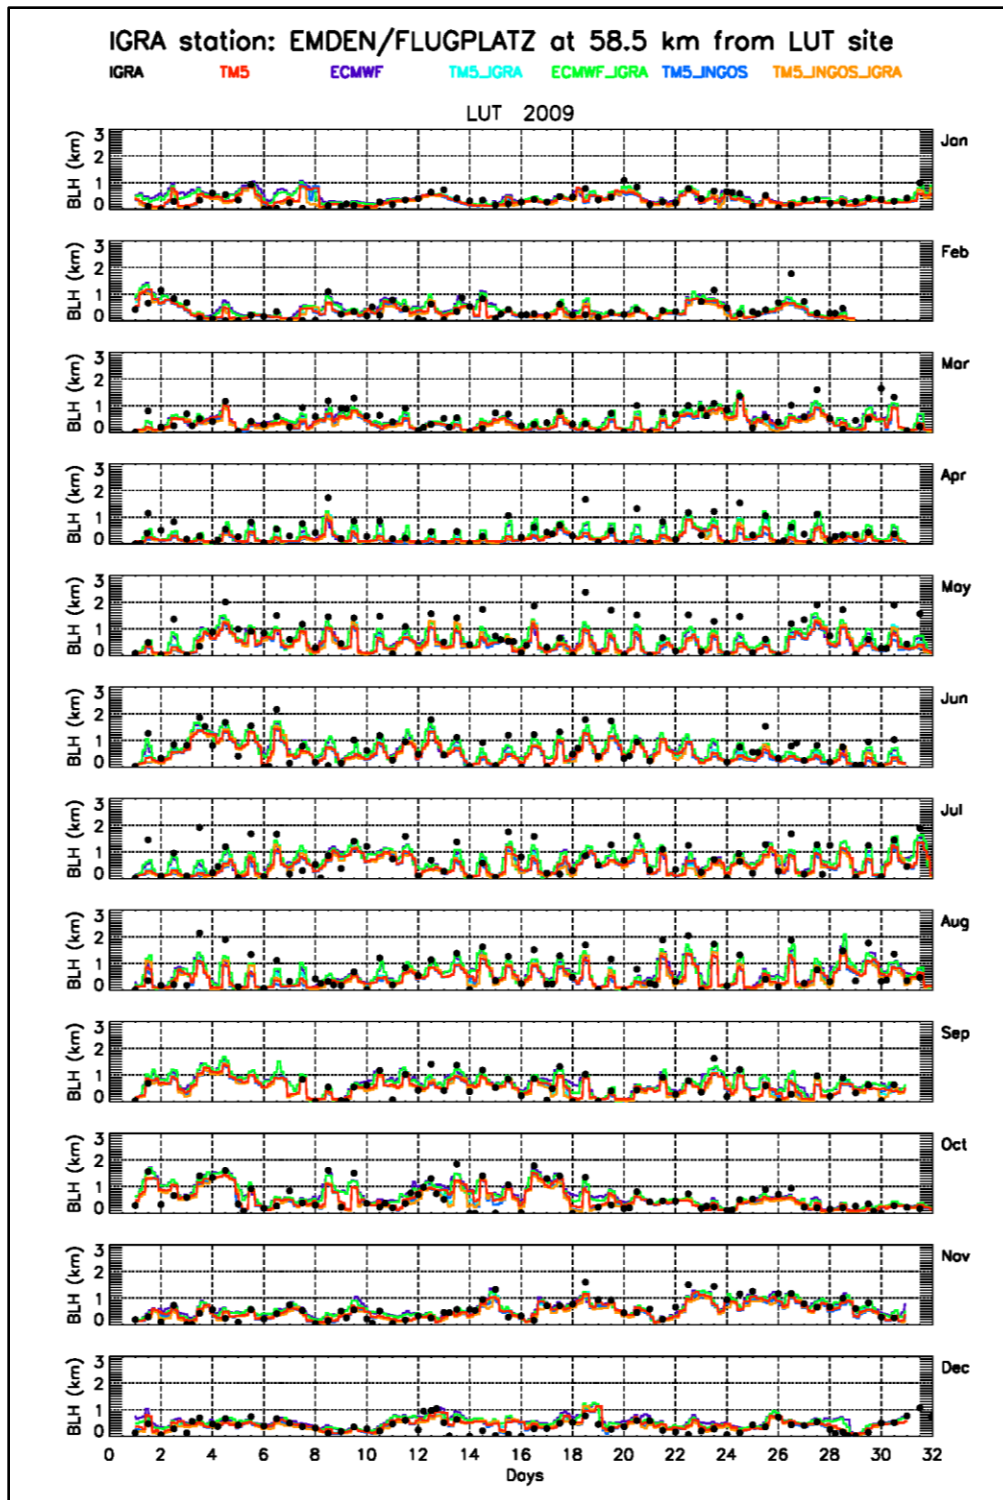 IGRA station: EMDEN/FLUGPLATZ at 58.5 km from LUT site
IGRA TM5 ECMWF TM5_IGRA ECMWF_IGRA TM5_INGOS TM5_INGOS_IGRA
LUT 2009
BLH (km) 3 2 1 0 Jan
BLH (km) 3 2 1 0 Feb
BLH (km) 3 2 1 0 Mar
BLH (km) 3 2 1 0 Apr
BLH (km) 3 2 1 0 May
BLH (km) 3 2 1 0 Jun
BLH (km) 3 2 1 0 Jul
BLH (km) 3 2 1 0 Aug
BLH (km) 3 2 1 0 Sep
BLH (km) 3 2 1 0 Oct
BLH (km) 3 2 1 0 Nov
BLH (km) 3 2 1 0 Dec
0 2 4 6 8 10 12 14 16 18 20 22 24 26 28 30 32
Days